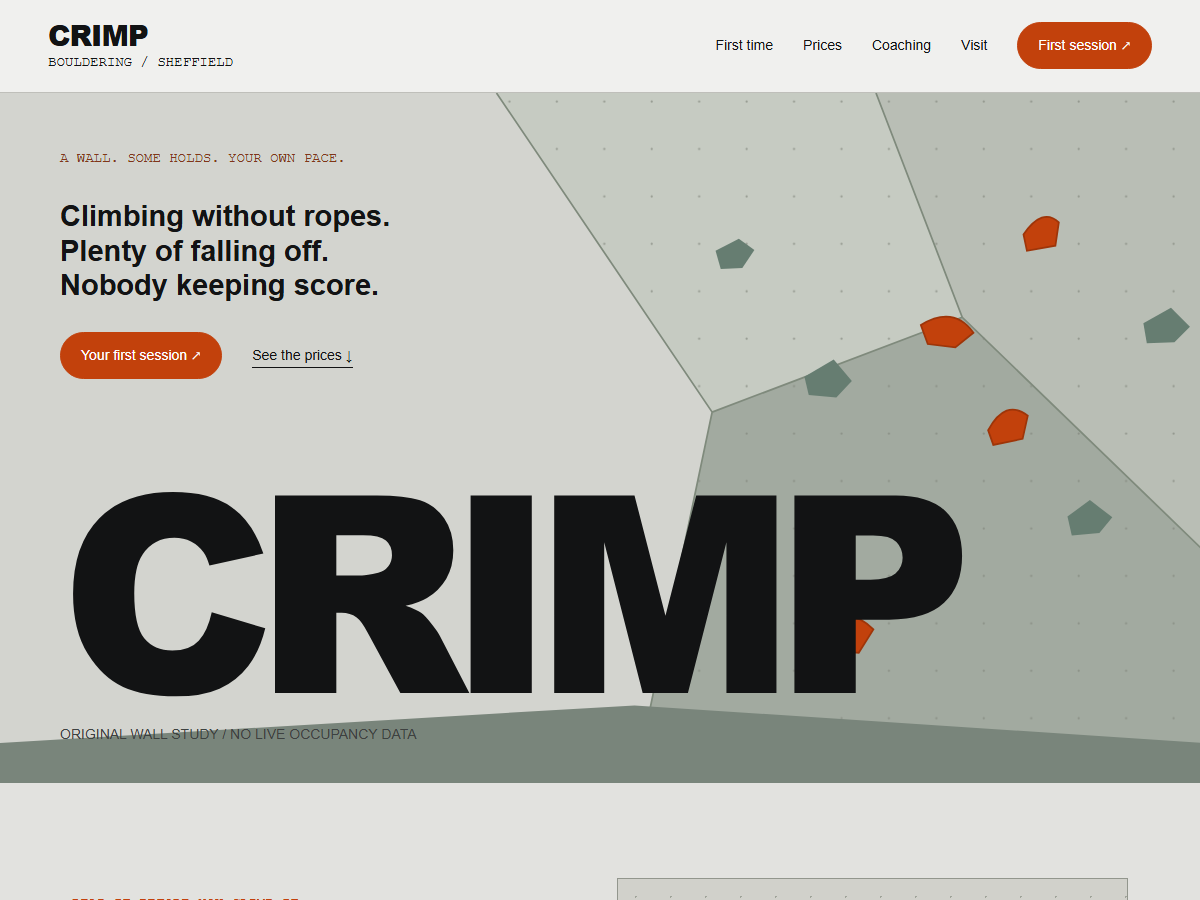 CRIMP
BOULDERING / SHEFFIELD
First time
Prices
Coaching
Visit
First session ↗
A WALL. SOME HOLDS. YOUR OWN PACE.
Climbing without ropes.
Plenty of falling off.
Nobody keeping score.
Your first session ↗
See the prices ↓
CRIMP
ORIGINAL WALL STUDY / NO LIVE OCCUPANCY DATA